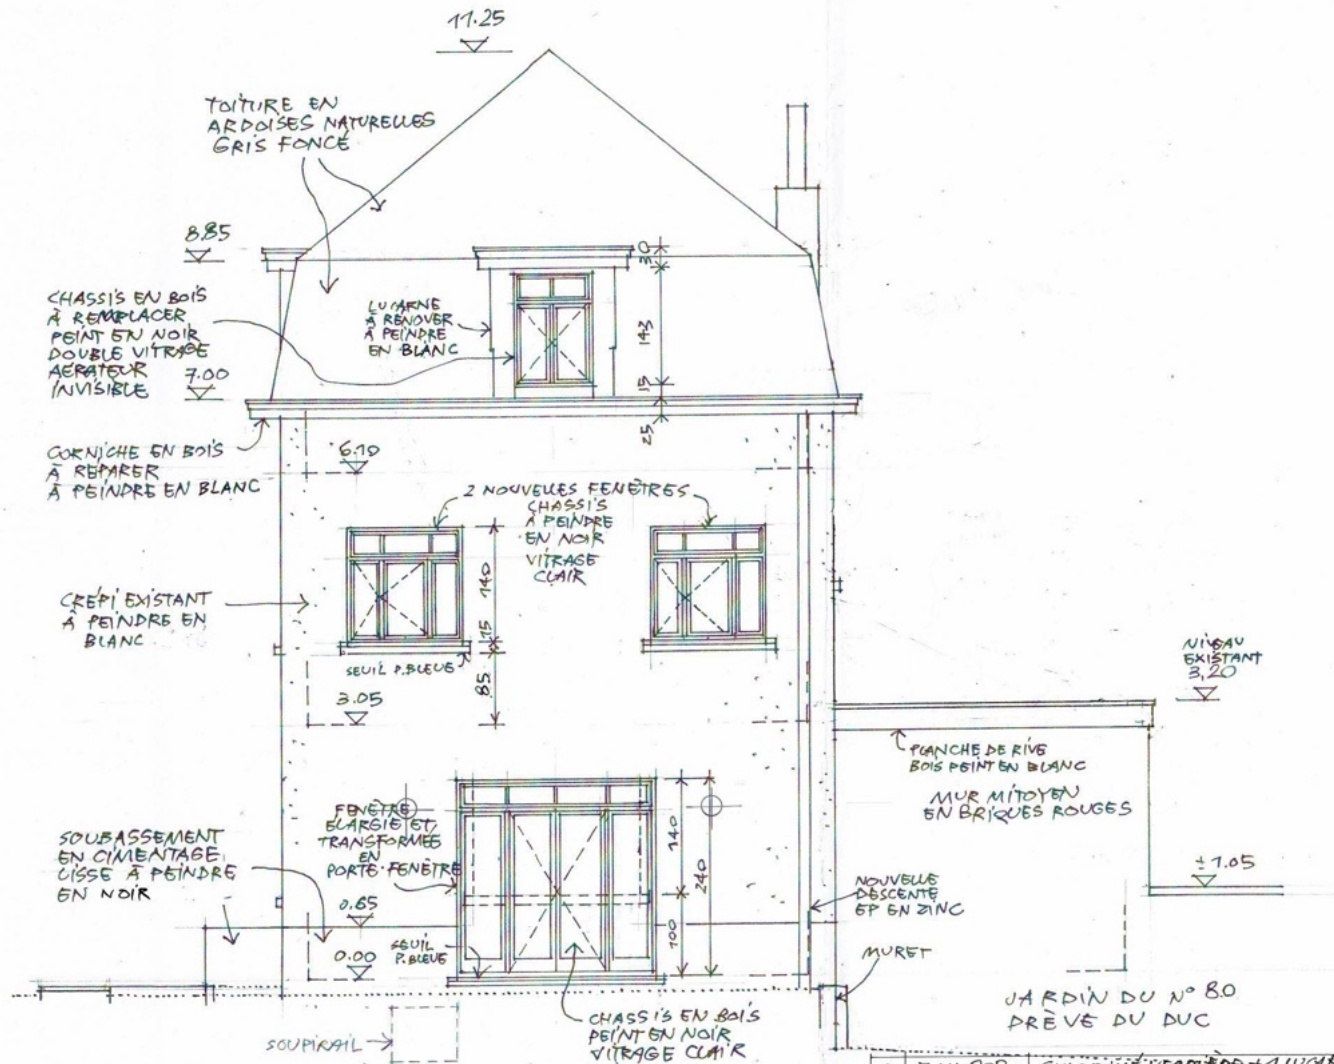 11.25
TOITURE EN
ARDOISES NATURELLES
GRIS FONCÉ
8.85
CHASSIS EN BOIS
À REMPLACER
PEINT EN NOIR
DOUBLE VITRAGE
AÉRATEUR
INVISIBLE
7.00
LUCARNE
À RENOVER
À PEINDRE
EN BLANC
30
143
15
25
CORNICHE EN BOIS
À REPARER
À PEINDRE EN BLANC
6.10
2 NOUVELLES FENÊTRES
CHASSIS
À PEINDRE
EN NOIR
VITRAGE
CLAIR
140
15
85
CRÉPI EXISTANT
À PEINDRE EN
BLANC
SEUIL P.BLEUE
3.05
NIVEAU
EXISTANT
3,20
PLANCHE DE RIVE
BOIS PEINT EN BLANC
MUR MITOYEN
EN BRIQUES ROUGES
± 1.05
FENÊTRE
ELARGIE ET
TRANSFORMÉE
EN
PORTE-FENÊTRE
140
240
100
SOUBASSEMENT
EN CIMENTAGE
LISSE À PEINDRE
EN NOIR
0.65
0.00
SEUIL
P.BLEUE
NOUVELLE
DESCENTE
EP EN ZINC
MURET
JARDIN DU N° 80
DRÈVE DU DUC
SOUPIRAIL
CHASSIS EN BOIS
PEINT EN NOIR
VITRAGE CLAIR